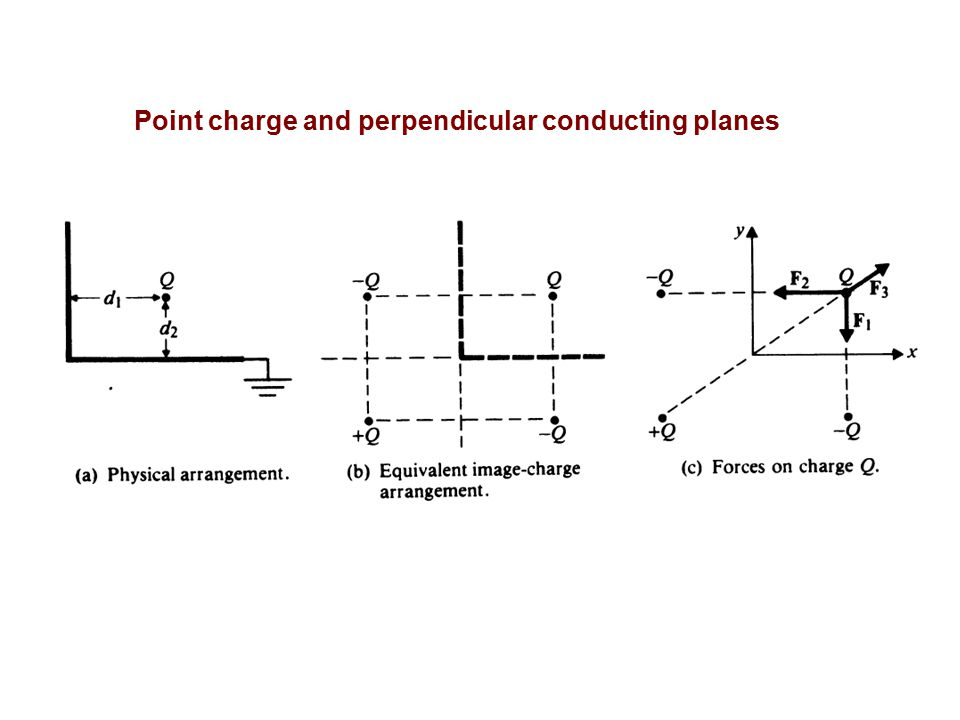 Point charge and perpendicular conducting planes
Q
d₁
d₂
(a) Physical arrangement.
−Q
Q
+Q
−Q
(b) Equivalent image-charge
arrangement.
y
−Q
F₂
Q
F₃
F₁
x
+Q
−Q
(c) Forces on charge Q.